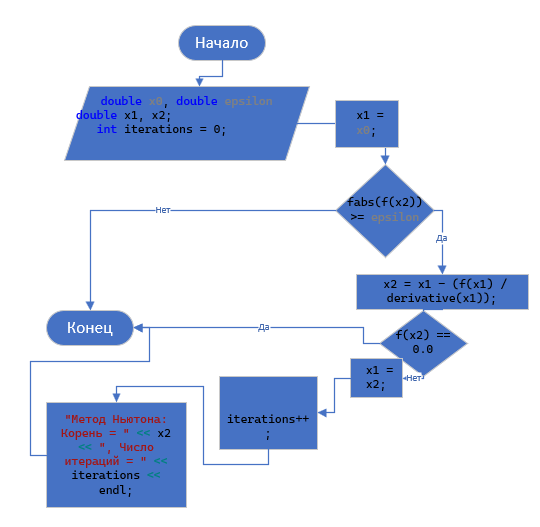 Начало
double x0, double epsilon
double x1, x2;
int iterations = 0;
x1 =
x0;
fabs(f(x2))
>= epsilon
Нет
Да
x2 = x1 - (f(x1) /
derivative(x1));
Конец
Да
f(x2) ==
0.0
Нет
x1 =
x2;
iterations++
;
"Метод Ньютона:
Корень = " << x2
<< ", Число
итераций = " <<
iterations <<
endl;